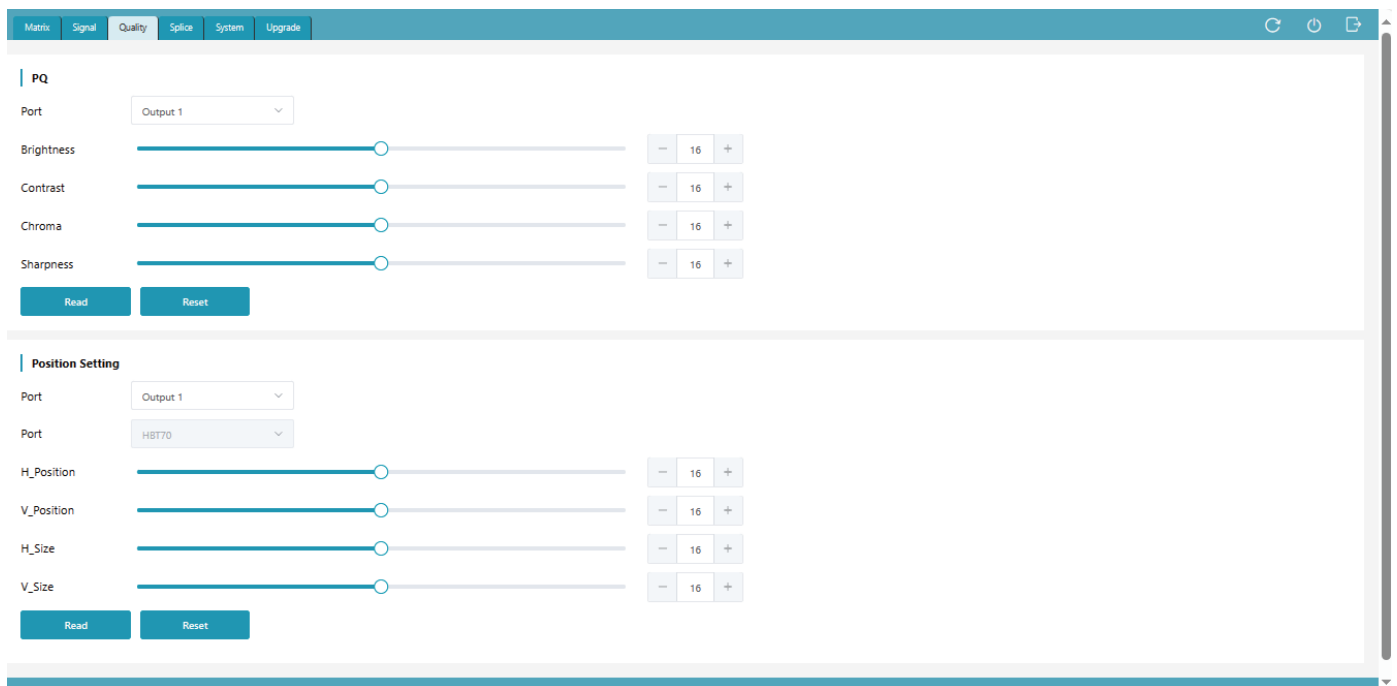 Matrix Signal Quality Splice System Upgrade
PQ
Port Output 1
Brightness − 16 +
Contrast − 16 +
Chroma − 16 +
Sharpness − 16 +
Read Reset
Position Setting
Port Output 1
Port HBT70
H_Position − 16 +
V_Position − 16 +
H_Size − 16 +
V_Size − 16 +
Read Reset